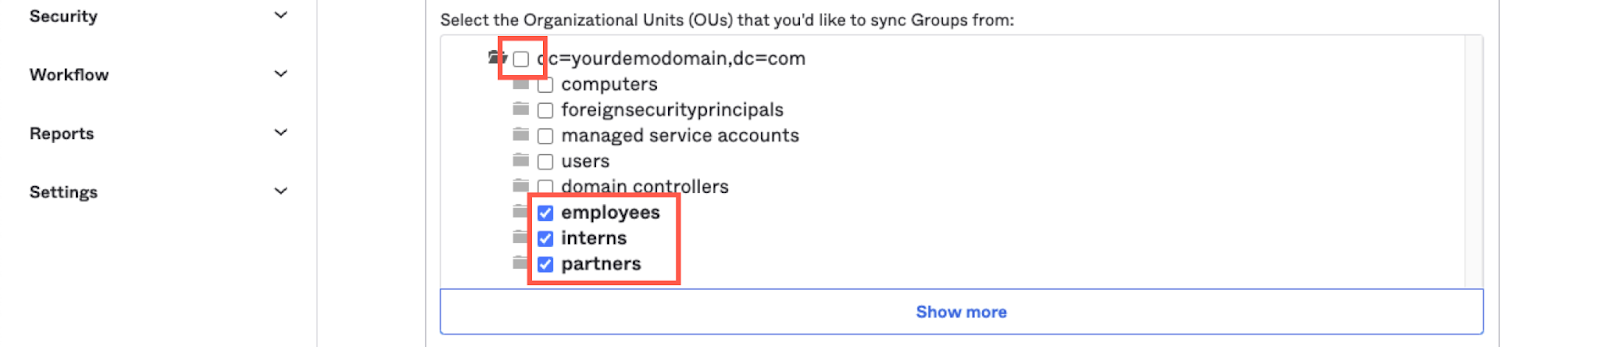 Security
Workflow
Reports
Settings
Select the Organizational Units (OUs) that you'd like to sync Groups from:
dc=yourdemodomain,dc=com
computers
foreignsecurityprincipals
managed service accounts
users
domain controllers
employees
interns
partners
Show more